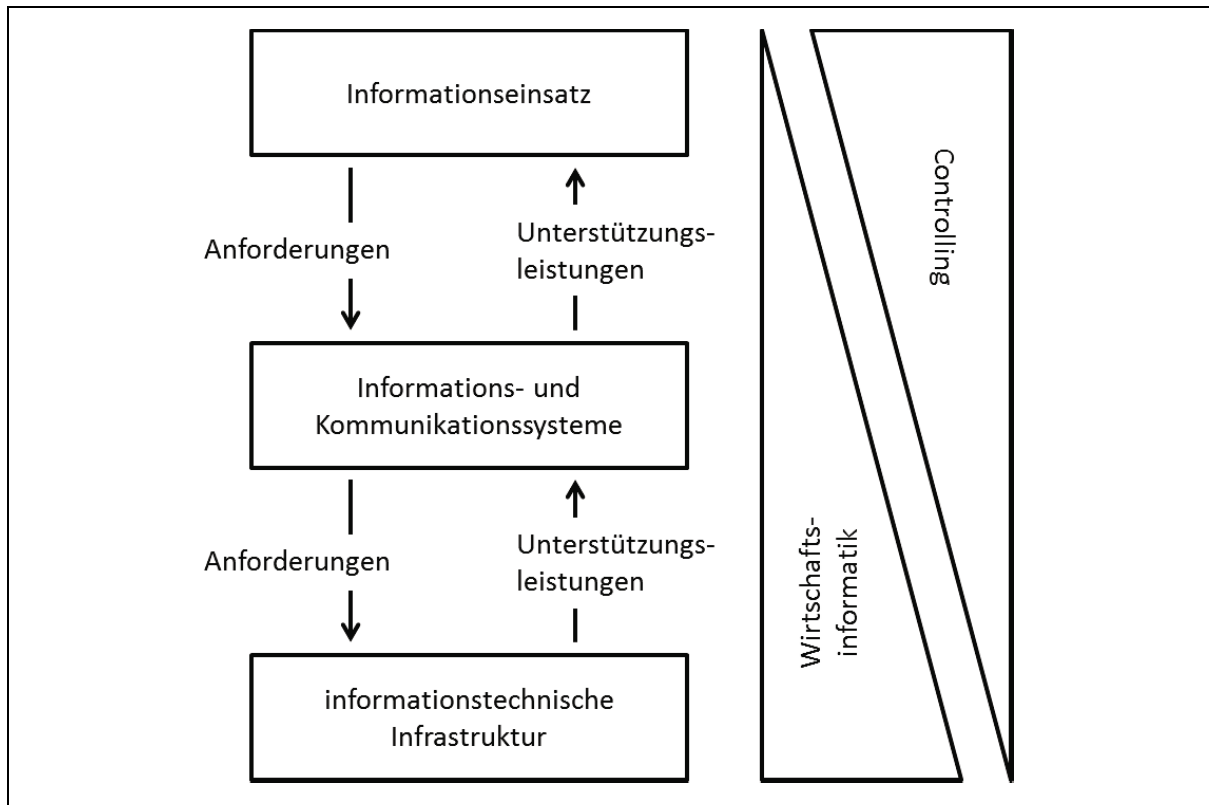 Informationseinsatz
Controlling
Anforderungen
Unterstützungs-
leistungen
Informations- und
Kommunikationssysteme
Anforderungen
Unterstützungs-
leistungen
Wirtschafts-
informatik
informationstechnische
Infrastruktur